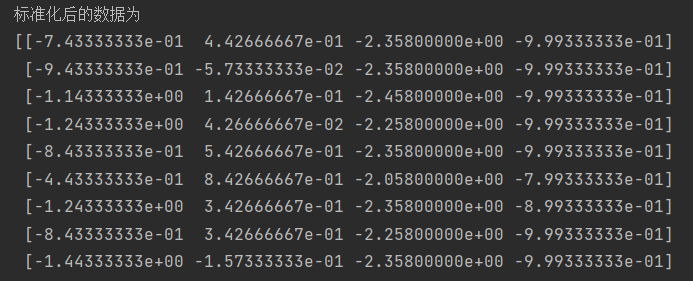 标准化后的数据为
[[-7.43333333e-01  4.42666667e-01 -2.35800000e+00 -9.99333333e-01]
 [-9.43333333e-01 -5.73333333e-02 -2.35800000e+00 -9.99333333e-01]
 [-1.14333333e+00  1.42666667e-01 -2.45800000e+00 -9.99333333e-01]
 [-1.24333333e+00  4.26666667e-02 -2.25800000e+00 -9.99333333e-01]
 [-8.43333333e-01  5.42666667e-01 -2.35800000e+00 -9.99333333e-01]
 [-4.43333333e-01  8.42666667e-01 -2.05800000e+00 -7.99333333e-01]
 [-1.24333333e+00  3.42666667e-01 -2.35800000e+00 -8.99333333e-01]
 [-8.43333333e-01  3.42666667e-01 -2.25800000e+00 -9.99333333e-01]
 [-1.44333333e+00 -1.57333333e-01 -2.35800000e+00 -9.99333333e-01]